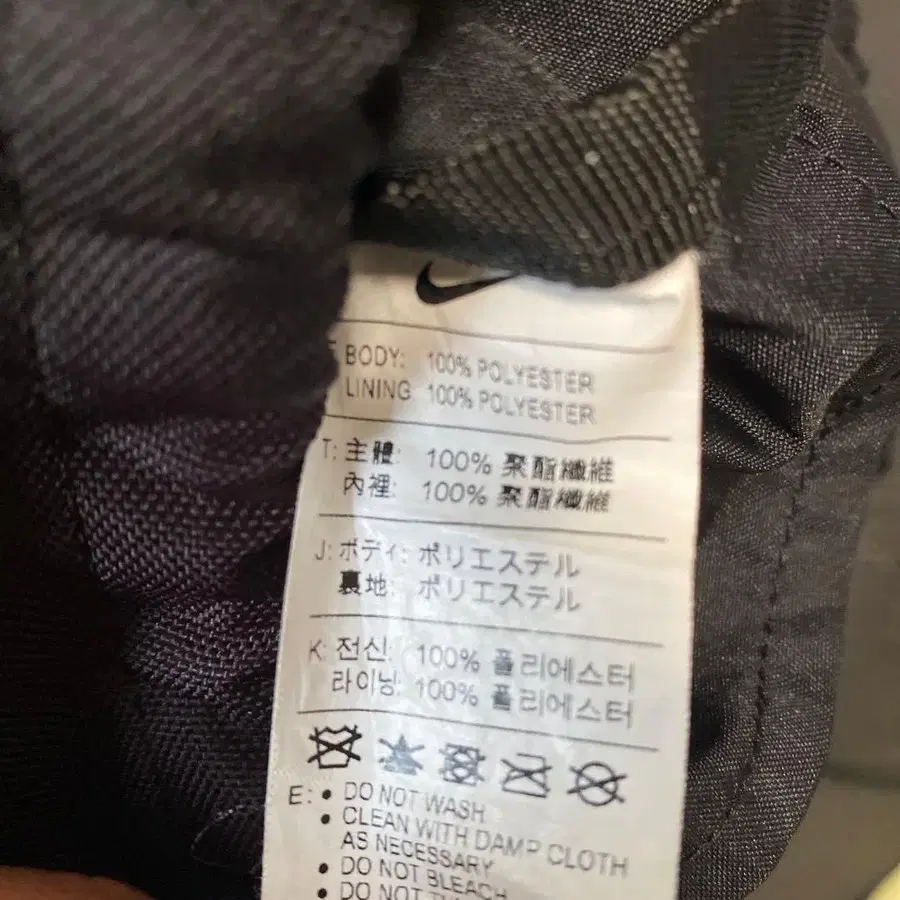 BODY: 100% POLYESTER
LINING 100% POLYESTER
T: 主體: 100% 聚酯纖維
內裡: 100% 聚酯纖維
J: ボディ: ポリエステル
裏地: ポリエステル
K: 전신: 100% 폴리에스터
라이닝: 100% 폴리에스터
E: • DO NOT WASH
• CLEAN WITH DAMP CLOTH
AS NECESSARY
• DO NOT BLEACH
• DO NOT